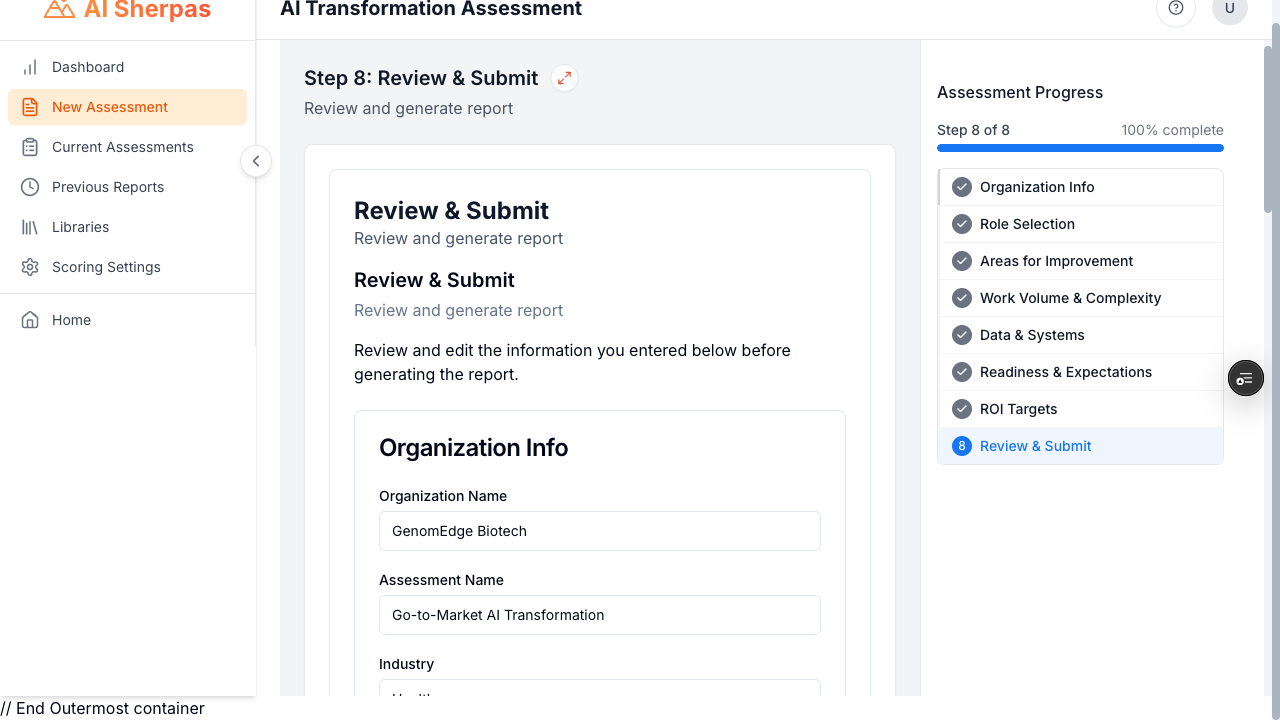 AI Sherpas
Dashboard
New Assessment
Current Assessments
Previous Reports
Libraries
Scoring Settings
Home
AI Transformation Assessment
U
Step 8: Review & Submit
Review and generate report
Review & Submit
Review and generate report
Review & Submit
Review and generate report
Review and edit the information you entered below before
generating the report.
Organization Info
Organization Name
GenomEdge Biotech
Assessment Name
Go-to-Market AI Transformation
Industry
Assessment Progress
Step 8 of 8 100% complete
Organization Info
Role Selection
Areas for Improvement
Work Volume & Complexity
Data & Systems
Readiness & Expectations
ROI Targets
8 Review & Submit
// End Outermost container